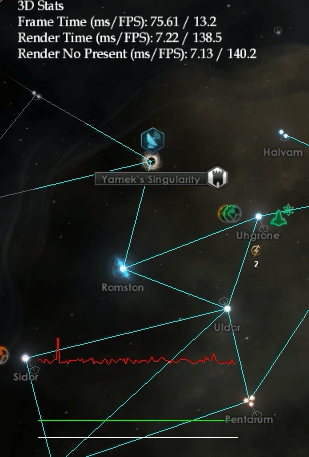 3D Stats
Frame Time (ms/FPS): 75.61 / 13.2
Render Time (ms/FPS): 7.22 / 138.5
Render No Present (ms/FPS): 7.13 / 140.2
Halvam
Yamek's Singularity
Uhgrone
2
Romston
Uldor
Sidor
Pentarum